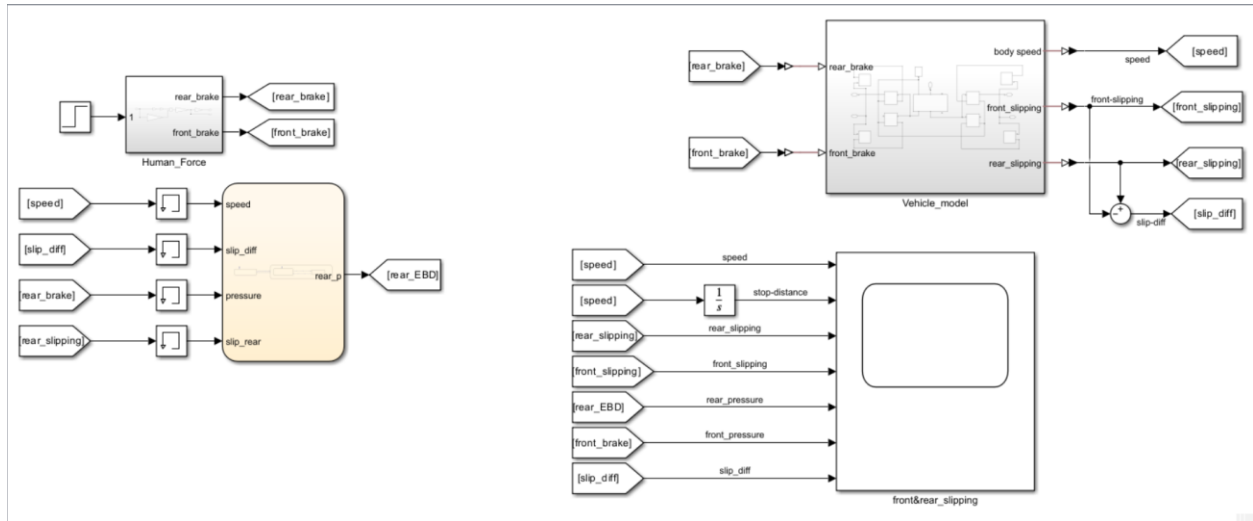 rear_brake
[rear_brake]
1
front_brake
[front_brake]
Human_Force
[speed]
speed
[slip_diff]
slip_diff
rear_p
[rear_EBD]
[rear_brake]
pressure
[rear_slipping]
slip_rear
[rear_brake]
rear_brake
body speed
speed
[speed]
front_slipping
front-slipping
[front_slipping]
[front_brake]
front_brake
rear_slipping
[rear_slipping]
Vehicle_model
+
−
slip-diff
[slip_diff]
[speed]
speed
[speed]
1
s
stop-distance
[rear_slipping]
rear_slipping
[front_slipping]
front_slipping
[rear_EBD]
rear_pressure
[front_brake]
front_pressure
[slip_diff]
slip_diff
front&rear_slipping